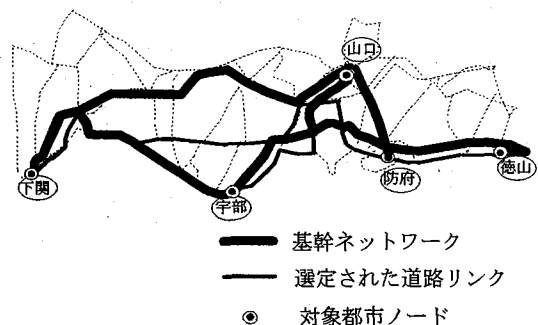 山口
下関
宇部
防府
徳山
基幹ネットワーク
選定された道路リンク
対象都市ノード